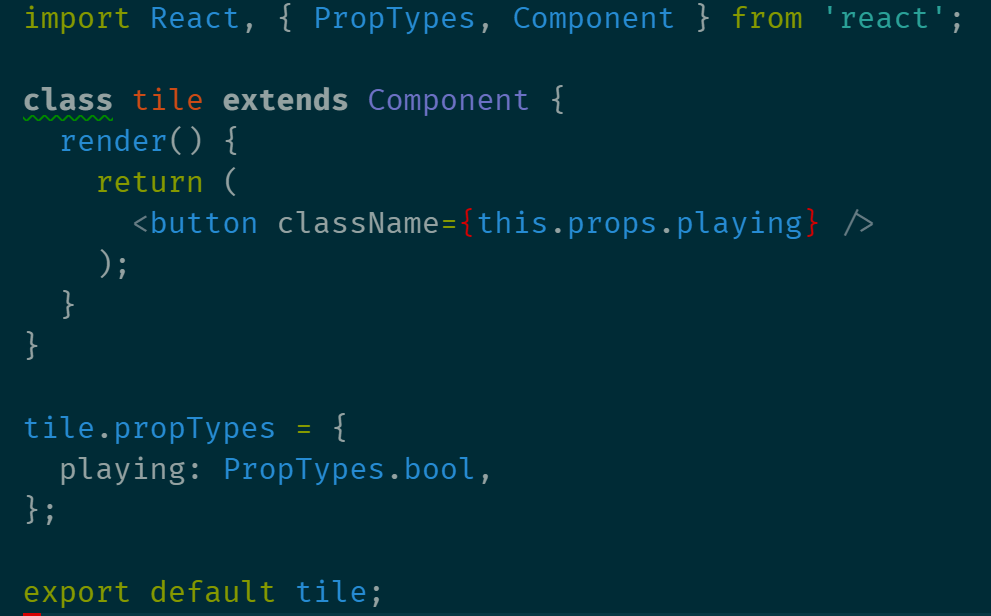 import React, { PropTypes, Component } from 'react';

class tile extends Component {
  render() {
    return (
      <button className={this.props.playing} />
    );
  }
}

tile.propTypes = {
  playing: PropTypes.bool,
};

export default tile;